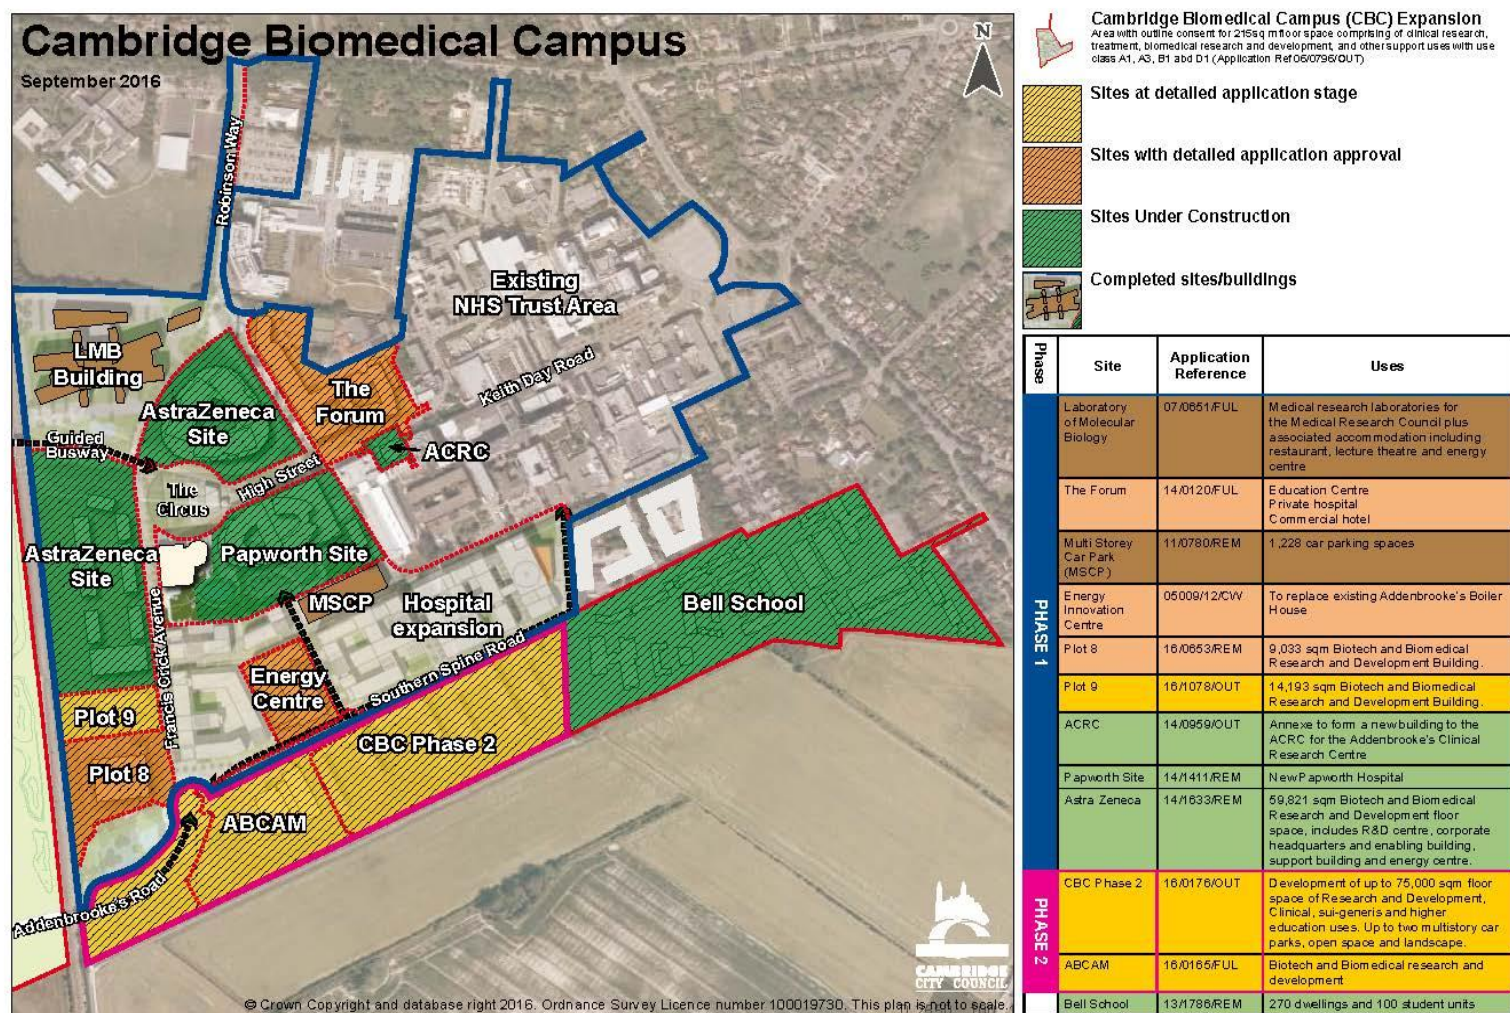 Cambridge Biomedical Campus
September 2016
N
Robinson Way
Existing
NHS Trust Area
LMB
Building
The
Forum
Keith Day Road
AstraZeneca
Site
Guided
Busway
ACRC
High Street
The
Circus
AstraZeneca
Site
Papworth Site
MSCP
Hospital
expansion
Bell School
Francis Crick Avenue
Energy
Centre
Southern Spine Road
Plot 9
CBC Phase 2
Plot 8
ABCAM
Addenbrooke's Road
CAMBRIDGE
CITY COUNCIL
© Crown Copyright and database right 2016. Ordnance Survey Licence number 100019730. This plan is not to scale.
Cambridge Biomedical Campus (CBC) Expansion
Area with outline consent for 215sq m floor space comprising of clinical research,
treatment, biomedical research and development, and other support uses with use
class A1, A3, B1 abd D1 (Application Ref 06/0796/OUT)
Sites at detailed application stage
Sites with detailed application approval
Sites Under Construction
Completed sites/buildings
Phase
Site
Application
Reference
Uses
PHASE 1
Laboratory
of Molecular
Biology
07/0651/FUL
Medical research laboratories for
the Medical Research Council plus
associated accommodation including
restaurant, lecture theatre and energy
centre
The Forum
14/0120/FUL
Education Centre
Private hospital
Commercial hotel
Multi Storey
Car Park
(MSCP)
11/0780/REM
1,228 car parking spaces
Energy
Innovation
Centre
05009/12/CW
To replace existing Addenbrooke's Boiler
House
Plot 8
16/0653/REM
9,033 sqm Biotech and Biomedical
Research and Development Building.
Plot 9
16/1078/OUT
14,193 sqm Biotech and Biomedical
Research and Development Building.
ACRC
14/0959/OUT
Annexe to form a new building to the
ACRC for the Addenbrooke's Clinical
Research Centre
Papworth Site
14/1411/REM
New Papworth Hospital
Astra Zeneca
14/1633/REM
59,821 sqm Biotech and Biomedical
Research and Development floor
space, includes R&D centre, corporate
headquarters and enabling building,
support building and energy centre.
PHASE 2
CBC Phase 2
16/0176/OUT
Development of up to 75,000 sqm floor
space of Research and Development,
Clinical, sui-generis and higher
education uses. Up to two multistory car
parks, open space and landscape.
ABCAM
16/0165/FUL
Biotech and Biomedical research and
development
Bell School
13/1786/REM
270 dwellings and 100 student units